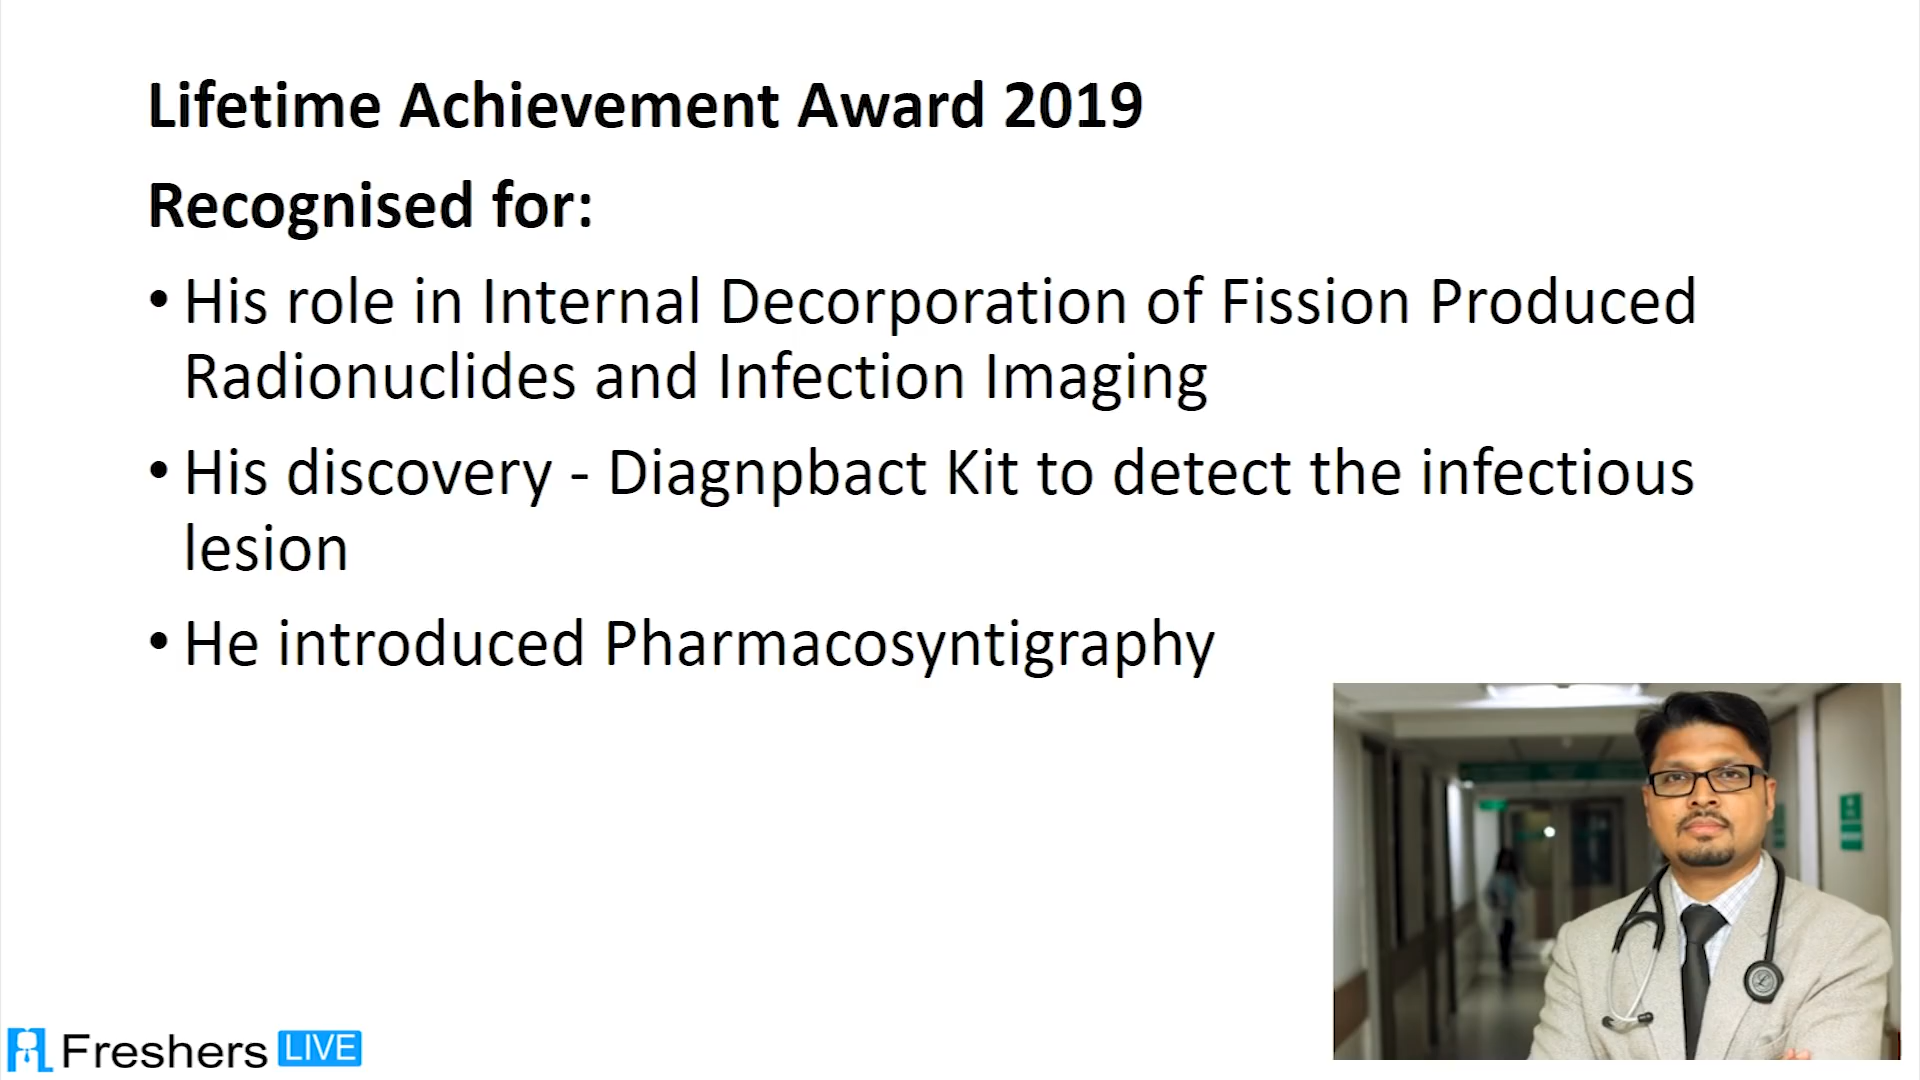 Lifetime Achievement Award 2019
Recognised for:
• His role in Internal Decorporation of Fission Produced
Radionuclides and Infection Imaging
• His discovery - Diagnpbact Kit to detect the infectious
lesion
• He introduced Pharmacosyntigraphy
Freshers LIVE